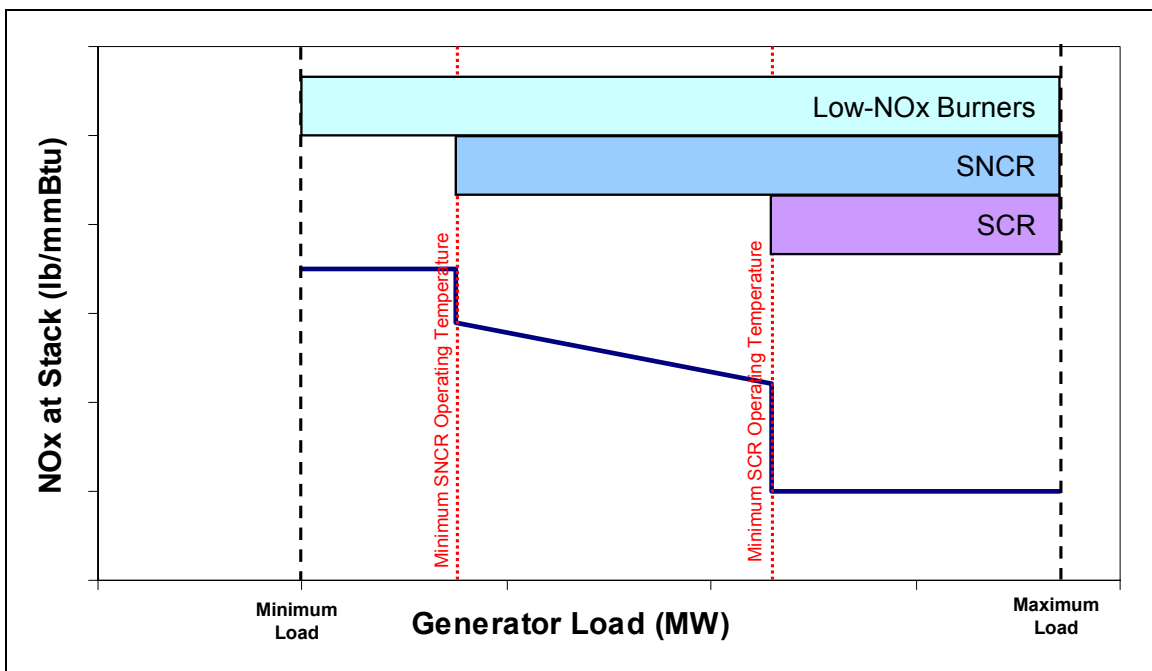 Low-NOx Burners
SNCR
SCR
NOx at Stack (lb/mmBtu)
Minimum SNCR Operating Temperature
Minimum SCR Operating Temperature
Minimum
Load
Generator Load (MW)
Maximum
Load